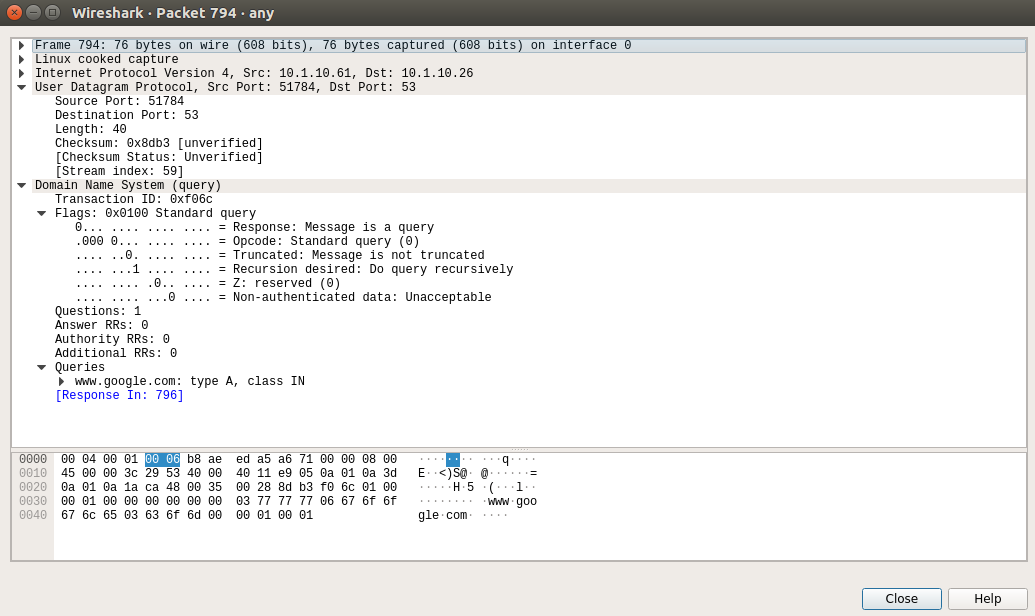 Wireshark · Packet 794 · any
Frame 794: 76 bytes on wire (608 bits), 76 bytes captured (608 bits) on interface 0
Linux cooked capture
Internet Protocol Version 4, Src: 10.1.10.61, Dst: 10.1.10.26
User Datagram Protocol, Src Port: 51784, Dst Port: 53
Source Port: 51784
Destination Port: 53
Length: 40
Checksum: 0x8db3 [unverified]
[Checksum Status: Unverified]
[Stream index: 59]
Domain Name System (query)
Transaction ID: 0xf06c
Flags: 0x0100 Standard query
0... .... .... .... = Response: Message is a query
.000 0... .... .... = Opcode: Standard query (0)
.... ..0. .... .... = Truncated: Message is not truncated
.... ...1 .... .... = Recursion desired: Do query recursively
.... .... .0.. .... = Z: reserved (0)
.... .... ...0 .... = Non-authenticated data: Unacceptable
Questions: 1
Answer RRs: 0
Authority RRs: 0
Additional RRs: 0
Queries
www.google.com: type A, class IN
[Response In: 796]
0000 00 04 00 01 00 06 b8 ae ed a5 a6 71 00 00 08 00 ········ ···q····
0010 45 00 00 3c 29 53 40 00 40 11 e9 05 0a 01 0a 3d E··<)S@· @······=
0020 0a 01 0a 1a ca 48 00 35 00 28 8d b3 f0 6c 01 00 ·····H·5 ·(···l··
0030 00 01 00 00 00 00 00 00 03 77 77 77 06 67 6f 6f ········ ·www·goo
0040 67 6c 65 03 63 6f 6d 00 00 01 00 01 gle·com· ····
Close
Help